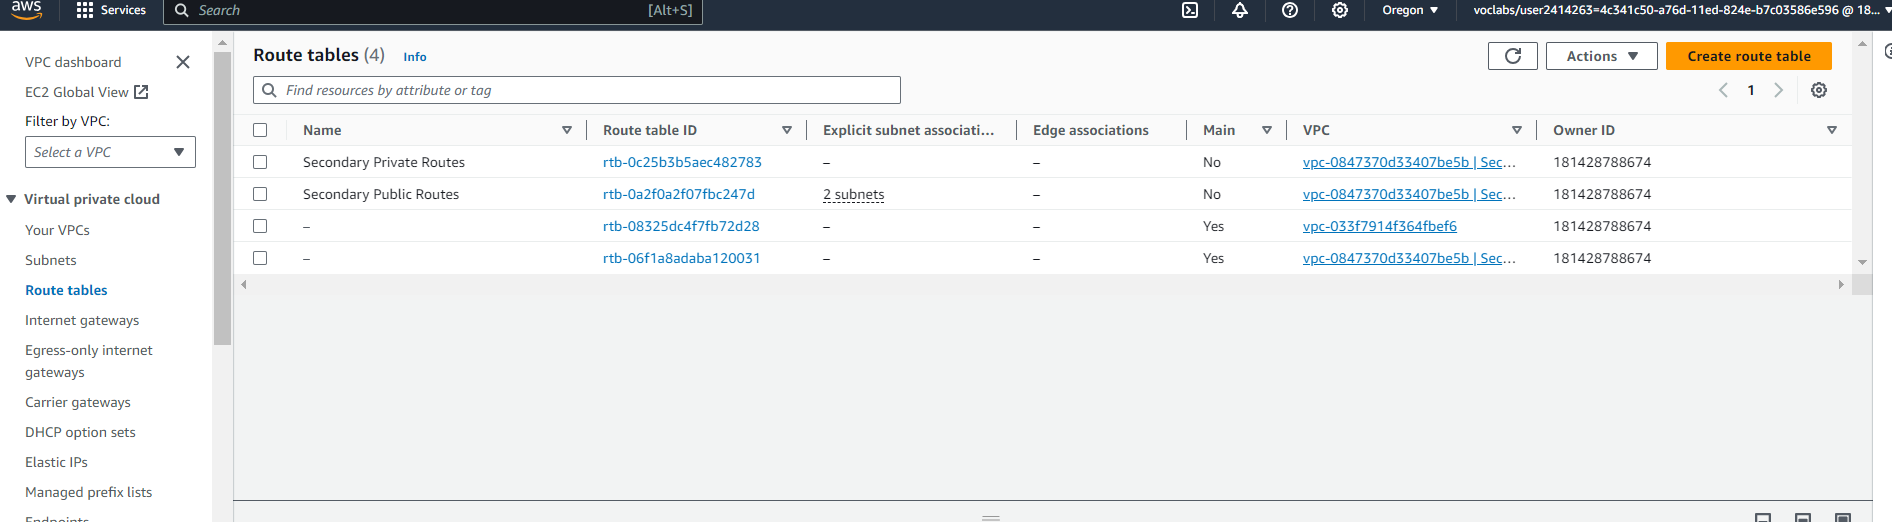 aws
Services
Search
[Alt+S]
Oregon
voclabs/user2414263=4c341c50-a76d-11ed-824e-b7c03586e596 @ 18...
VPC dashboard
EC2 Global View
Filter by VPC:
Select a VPC
Virtual private cloud
Your VPCs
Subnets
Route tables
Internet gateways
Egress-only internet
gateways
Carrier gateways
DHCP option sets
Elastic IPs
Managed prefix lists
Endpoints
Route tables (4) Info
Actions
Create route table
Find resources by attribute or tag
1
Name Route table ID Explicit subnet associati... Edge associations Main VPC Owner ID
Secondary Private Routes rtb-0c25b3b5aec482783 – – No vpc-0847370d33407be5b | Sec... 181428788674
Secondary Public Routes rtb-0a2f0a2f07fbc247d 2 subnets – No vpc-0847370d33407be5b | Sec... 181428788674
– rtb-08325dc4f7fb72d28 – – Yes vpc-033f7914f364fbef6 181428788674
– rtb-06f1a8adaba120031 – – Yes vpc-0847370d33407be5b | Sec... 181428788674